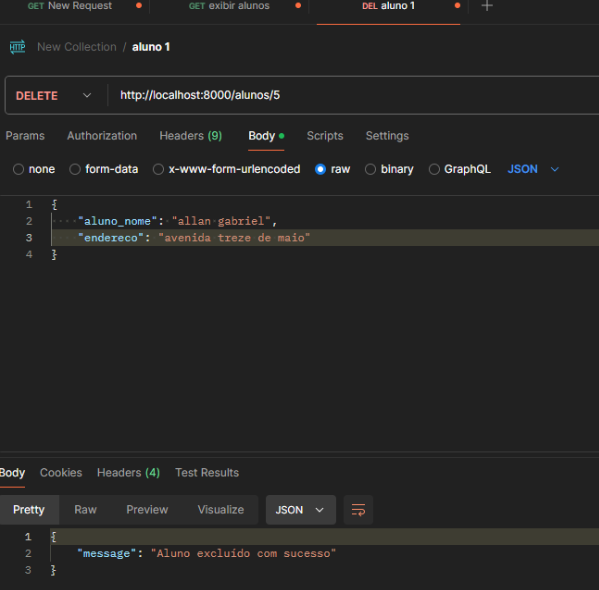 GET New Request GET exibir alunos DEL aluno 1
HTTP New Collection / aluno 1
DELETE http://localhost:8000/alunos/5
Params Authorization Headers (9) Body Scripts Settings
none form-data x-www-form-urlencoded raw binary GraphQL JSON
1 {
2 "aluno_nome": "allan gabriel",
3 "endereco": "avenida treze de maio"
4 }
Body Cookies Headers (4) Test Results
Pretty Raw Preview Visualize JSON
1 {
2 "message": "Aluno excluído com sucesso"
3 }